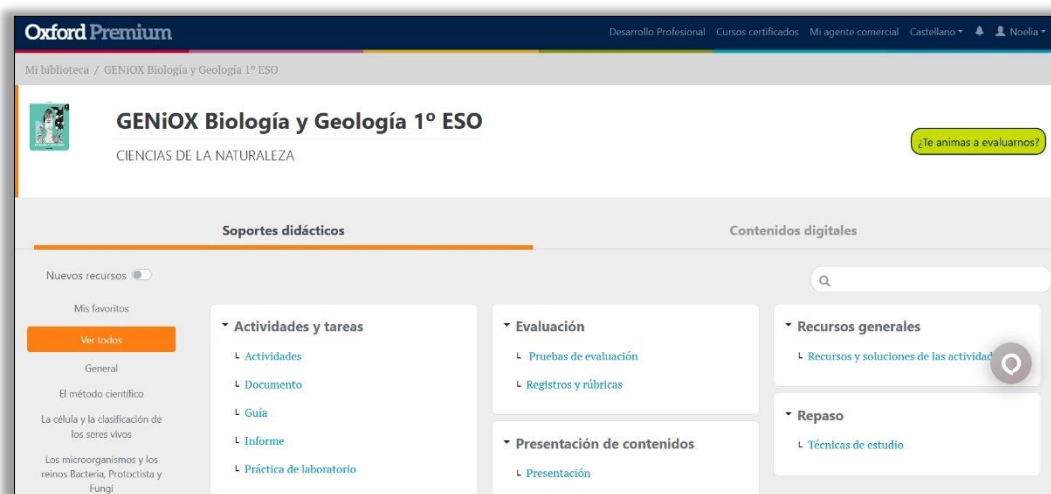 Oxford Premium
Desarrollo Profesional Cursos certificados Mi agente comercial Castellano Noelia
Mi biblioteca / GENiOX Biología y Geología 1º ESO
GENiOX Biología y Geología 1º ESO
CIENCIAS DE LA NATURALEZA
¿Te animas a evaluarnos?
Soportes didácticos
Contenidos digitales
Nuevos recursos
Mis favoritos
Ver todos
General
El método científico
La célula y la clasificación de
los seres vivos
Los microorganismos y los
reinos Bacteria, Protoctista y
Fungi
Actividades y tareas
Actividades
Documento
Guía
Informe
Práctica de laboratorio
Evaluación
Pruebas de evaluación
Registros y rúbricas
Presentación de contenidos
Presentación
Recursos generales
Recursos y soluciones de las actividad
Repaso
Técnicas de estudio